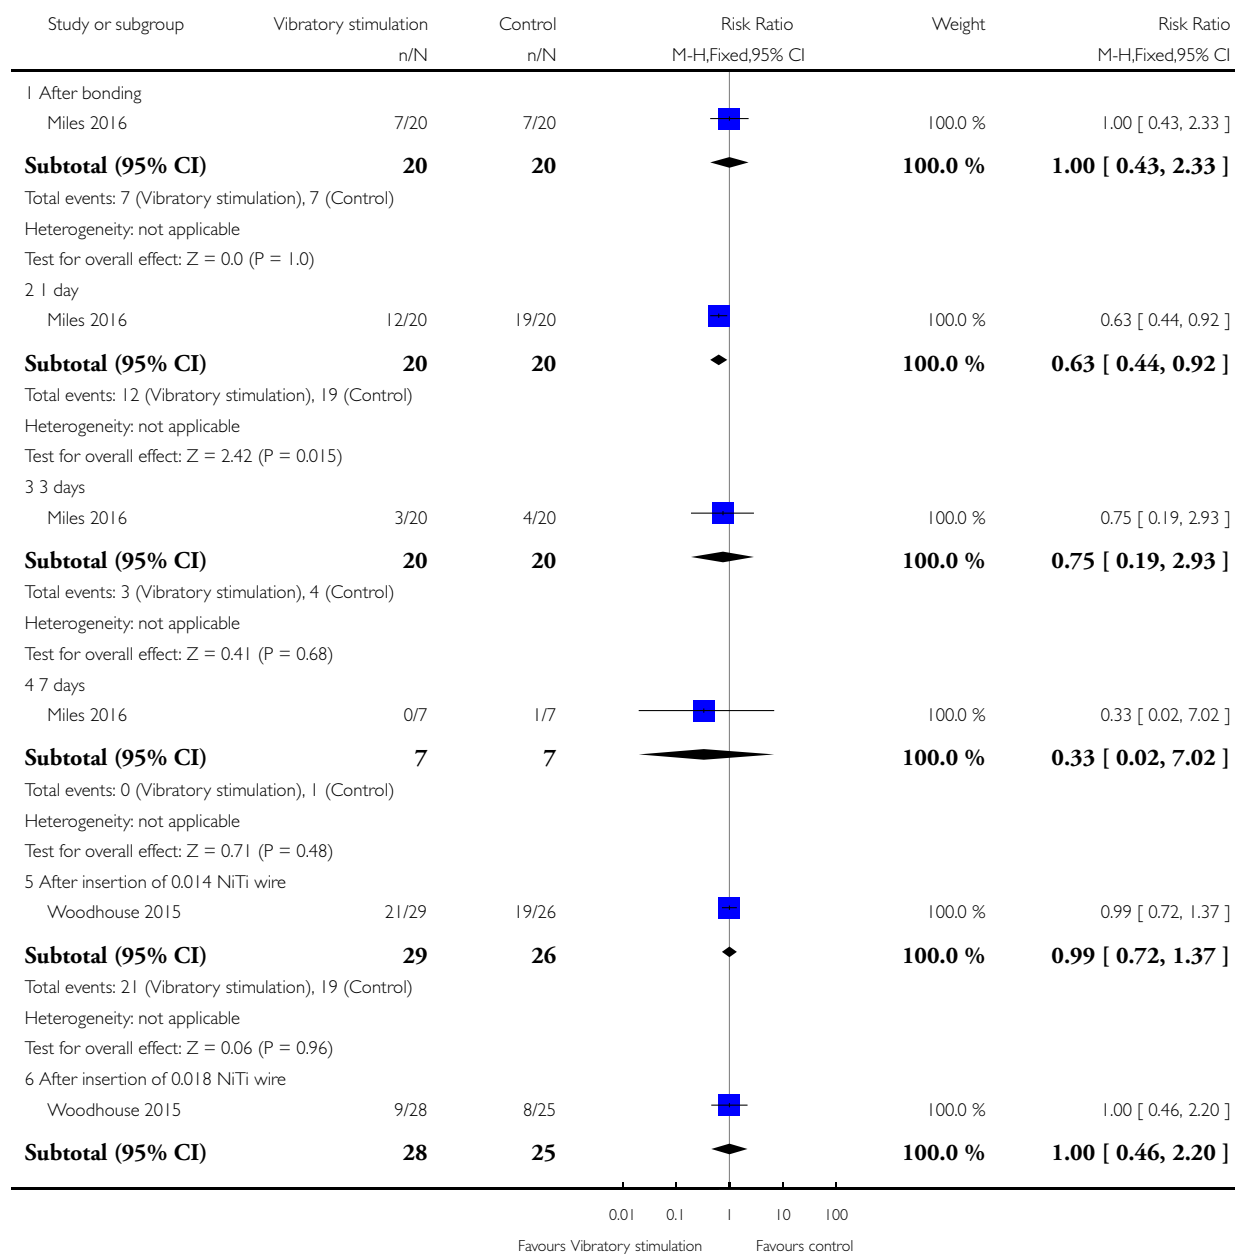 Study or subgroup Vibratory stimulation Control Risk Ratio Weight Risk Ratio
n/N n/N M-H,Fixed,95% CI M-H,Fixed,95% CI
1 After bonding
Miles 2016 7/20 7/20 100.0 % 1.00 [ 0.43, 2.33 ]
Subtotal (95% CI) 20 20 100.0 % 1.00 [ 0.43, 2.33 ]
Total events: 7 (Vibratory stimulation), 7 (Control)
Heterogeneity: not applicable
Test for overall effect: Z = 0.0 (P = 1.0)
2 1 day
Miles 2016 12/20 19/20 100.0 % 0.63 [ 0.44, 0.92 ]
Subtotal (95% CI) 20 20 100.0 % 0.63 [ 0.44, 0.92 ]
Total events: 12 (Vibratory stimulation), 19 (Control)
Heterogeneity: not applicable
Test for overall effect: Z = 2.42 (P = 0.015)
3 3 days
Miles 2016 3/20 4/20 100.0 % 0.75 [ 0.19, 2.93 ]
Subtotal (95% CI) 20 20 100.0 % 0.75 [ 0.19, 2.93 ]
Total events: 3 (Vibratory stimulation), 4 (Control)
Heterogeneity: not applicable
Test for overall effect: Z = 0.41 (P = 0.68)
4 7 days
Miles 2016 0/7 1/7 100.0 % 0.33 [ 0.02, 7.02 ]
Subtotal (95% CI) 7 7 100.0 % 0.33 [ 0.02, 7.02 ]
Total events: 0 (Vibratory stimulation), 1 (Control)
Heterogeneity: not applicable
Test for overall effect: Z = 0.71 (P = 0.48)
5 After insertion of 0.014 NiTi wire
Woodhouse 2015 21/29 19/26 100.0 % 0.99 [ 0.72, 1.37 ]
Subtotal (95% CI) 29 26 100.0 % 0.99 [ 0.72, 1.37 ]
Total events: 21 (Vibratory stimulation), 19 (Control)
Heterogeneity: not applicable
Test for overall effect: Z = 0.06 (P = 0.96)
6 After insertion of 0.018 NiTi wire
Woodhouse 2015 9/28 8/25 100.0 % 1.00 [ 0.46, 2.20 ]
Subtotal (95% CI) 28 25 100.0 % 1.00 [ 0.46, 2.20 ]
0.01 0.1 1 10 100
Favours Vibratory stimulation Favours control